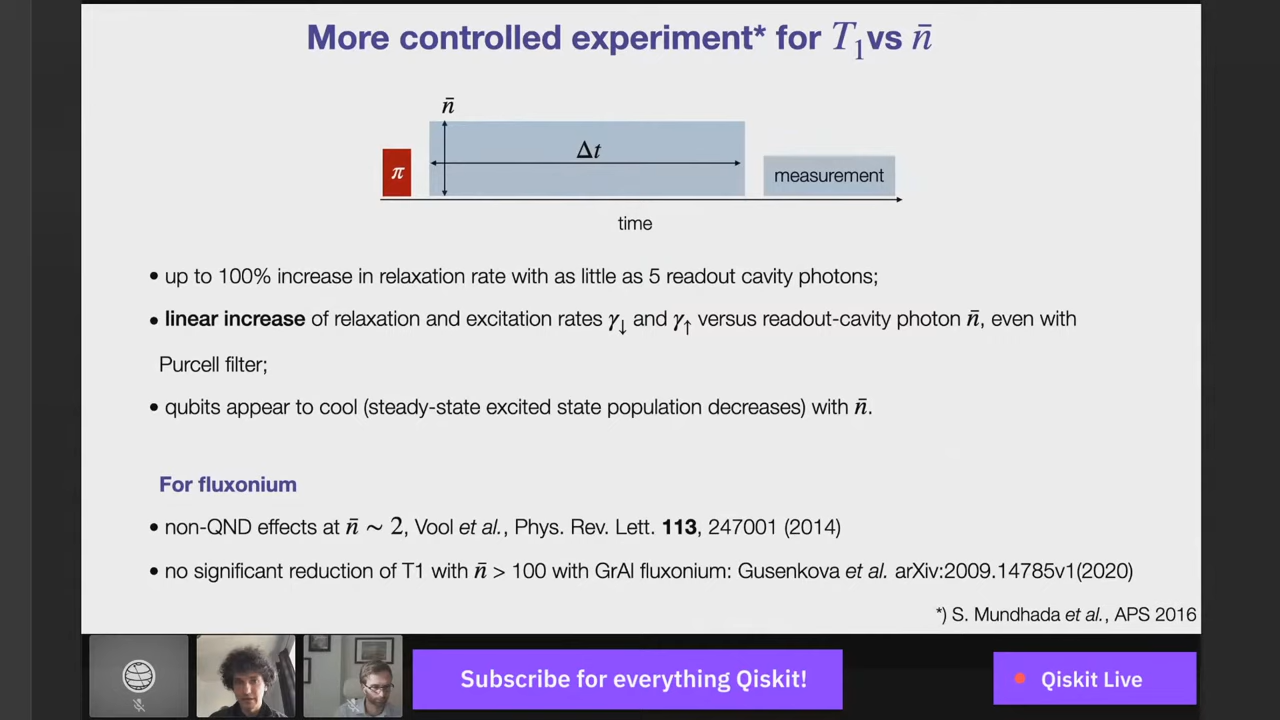 More controlled experiment* for T₁ vs n̄
n̄
Δt
π
measurement
time
• up to 100% increase in relaxation rate with as little as 5 readout cavity photons;
• linear increase of relaxation and excitation rates γ↓ and γ↑ versus readout-cavity photon n̄, even with
Purcell filter;
• qubits appear to cool (steady-state excited state population decreases) with n̄.
For fluxonium
• non-QND effects at n̄ ∼ 2, Vool et al., Phys. Rev. Lett. 113, 247001 (2014)
• no significant reduction of T1 with n̄ > 100 with GrAl fluxonium: Gusenkova et al. arXiv:2009.14785v1(2020)
*) S. Mundhada et al., APS 2016
Subscribe for everything Qiskit!
Qiskit Live